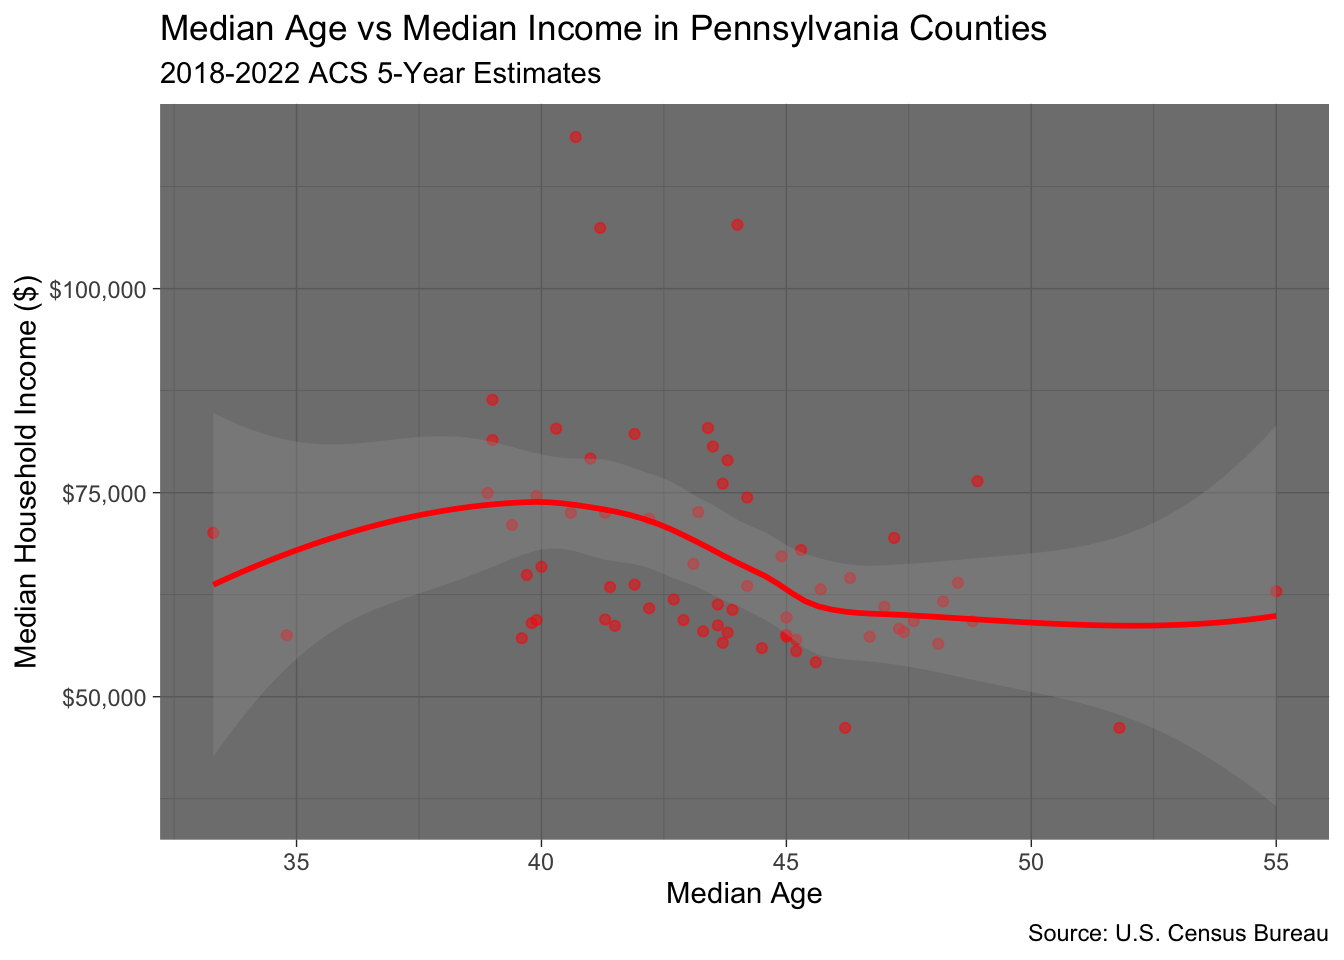 Median Age vs Median Income in Pennsylvania Counties
2018-2022 ACS 5-Year Estimates
Median Household Income ($)
$100,000
$75,000
$50,000
35 40 45 50 55
Median Age
Source: U.S. Census Bureau